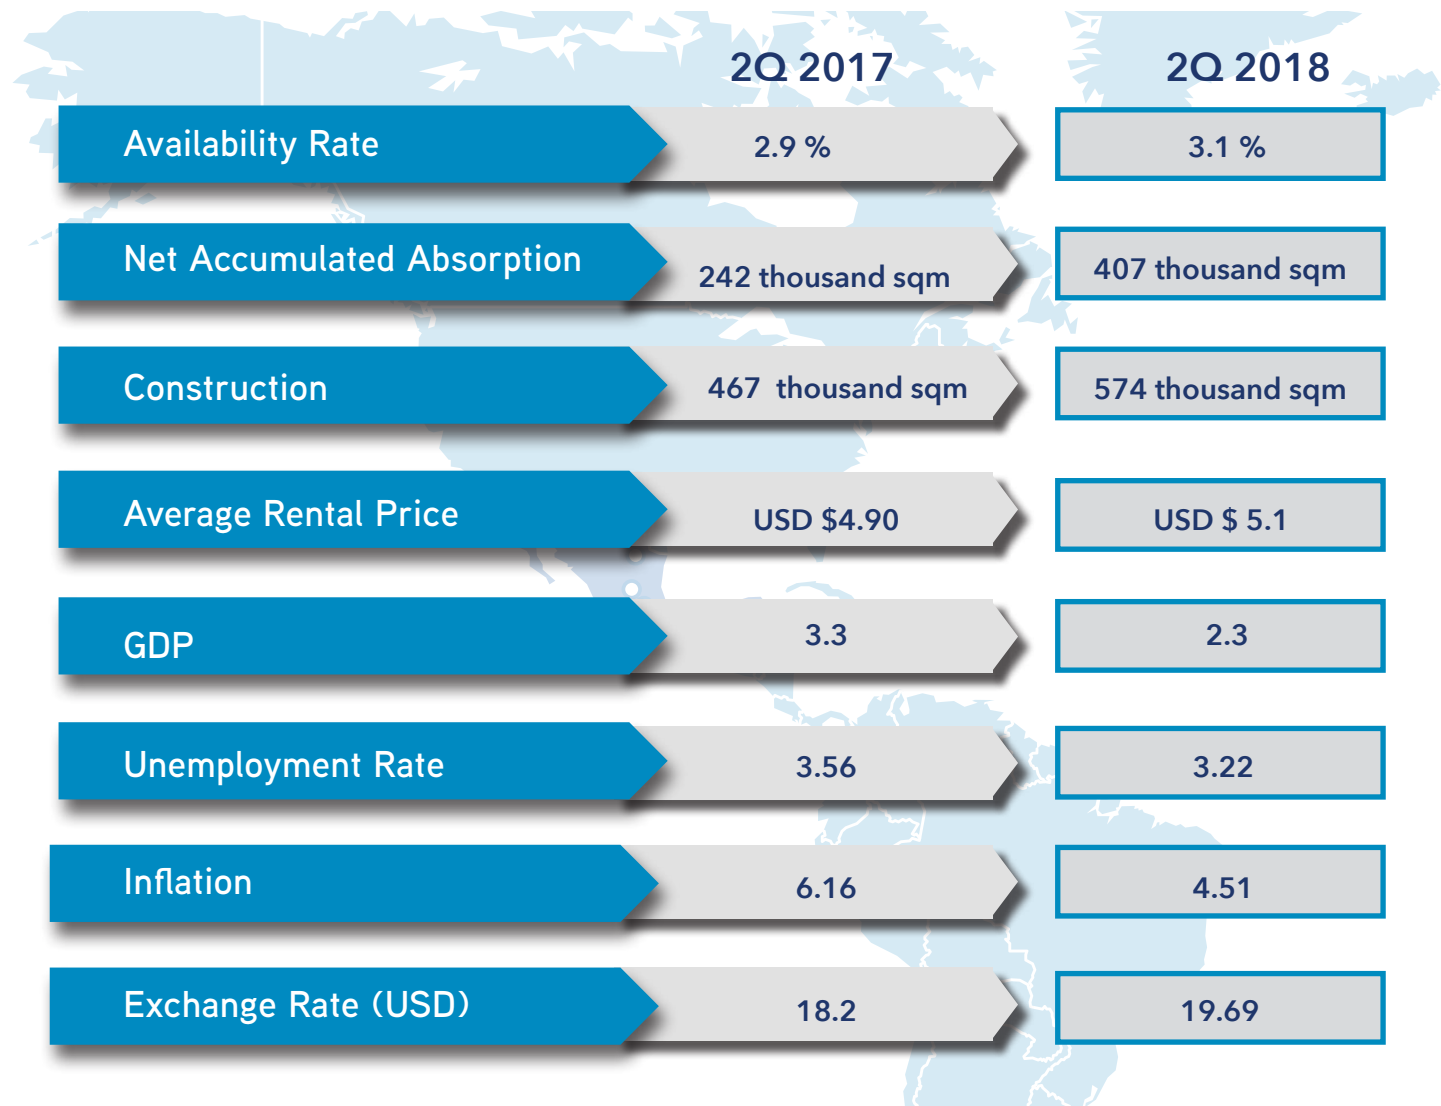 2Q 2017 2Q 2018
Availability Rate 2.9 % 3.1 %
Net Accumulated Absorption 242 thousand sqm 407 thousand sqm
Construction 467 thousand sqm 574 thousand sqm
Average Rental Price USD $4.90 USD $ 5.1
GDP 3.3 2.3
Unemployment Rate 3.56 3.22
Inflation 6.16 4.51
Exchange Rate (USD) 18.2 19.69